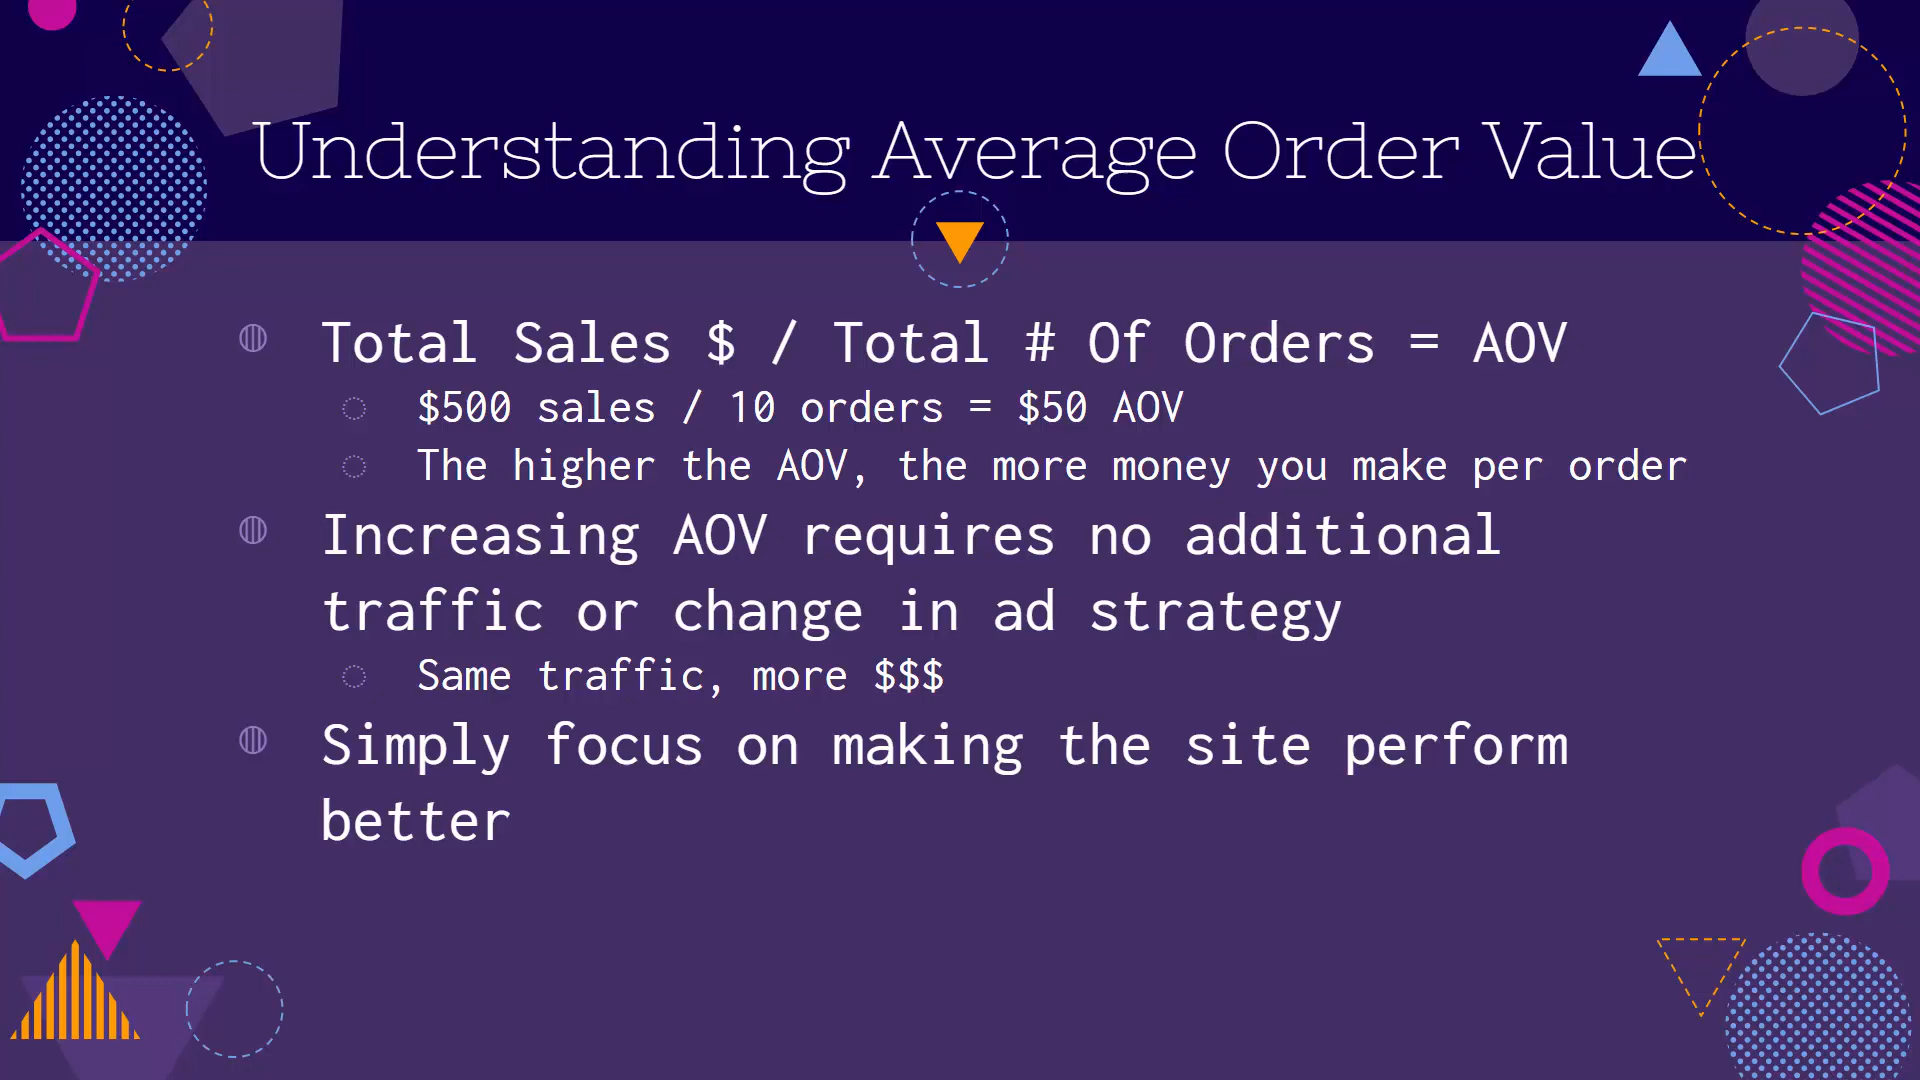 Understanding Average Order Value
Total Sales $ / Total # Of Orders = AOV
$500 sales / 10 orders = $50 AOV
The higher the AOV, the more money you make per order
Increasing AOV requires no additional
traffic or change in ad strategy
Same traffic, more $$$
Simply focus on making the site perform
better